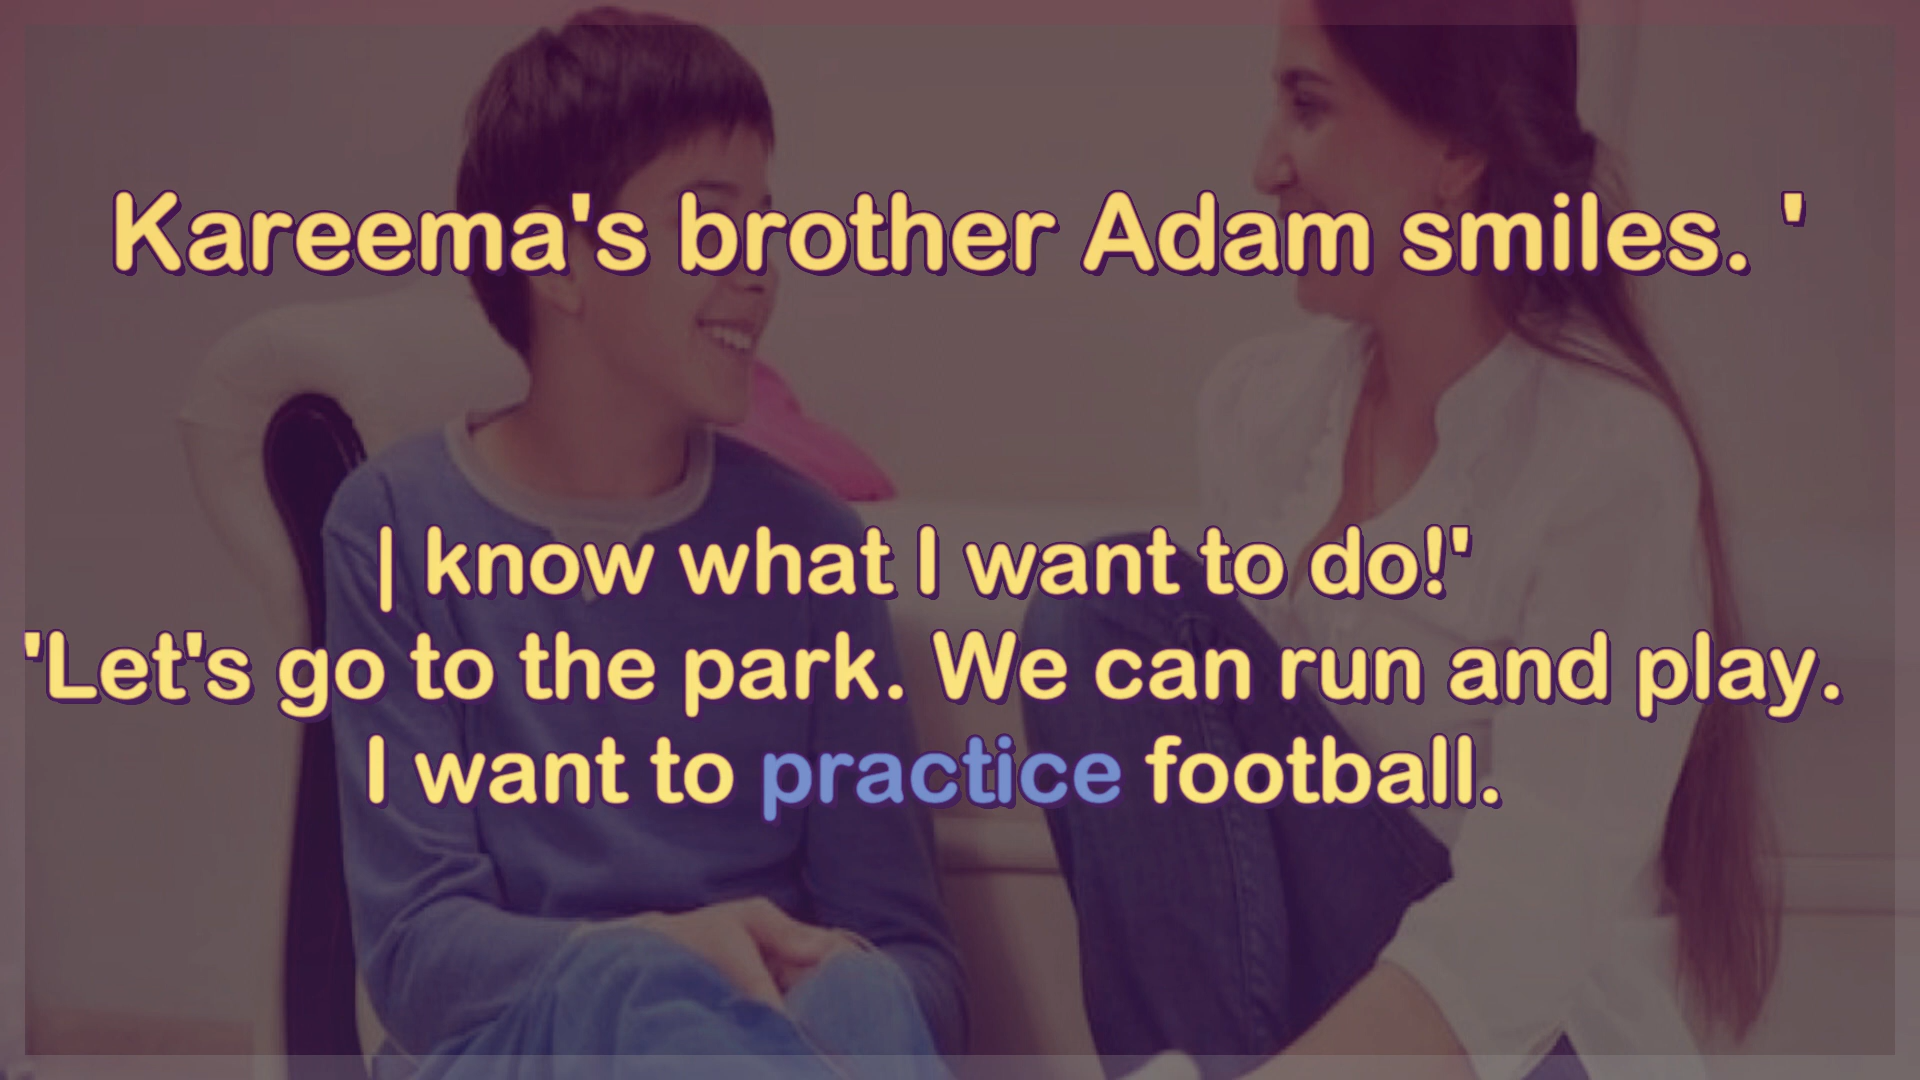 Kareema's brother Adam smiles. '
| know what I want to do!'
'Let's go to the park. We can run and play.
I want to practice football.